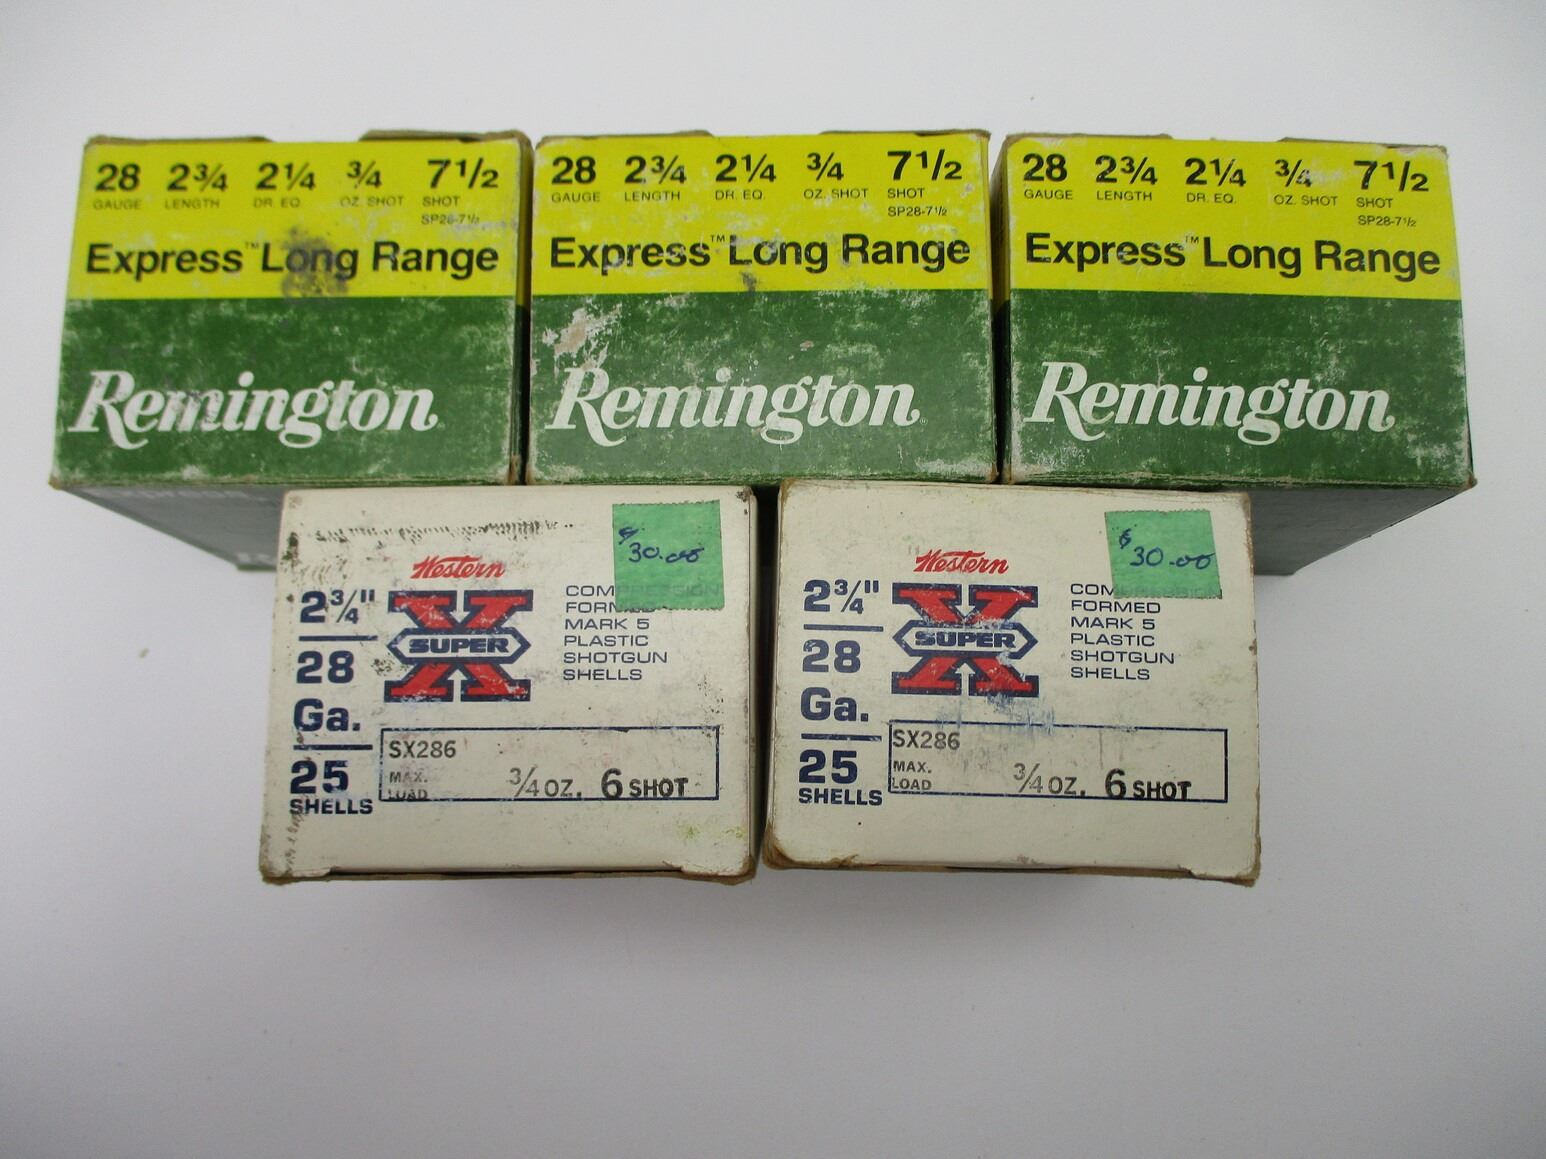 28 2¾ 2¼ ¾ 7½
GAUGE LENGTH DR. EQ. OZ. SHOT SHOT
SP28-7½
Express™ Long Range
Remington
28 2¾ 2¼ ¾ 7½
GAUGE LENGTH DR. EQ. OZ. SHOT SHOT
SP28-7½
Express™ Long Range
Remington
28 2¾ 2¼ ¾ 7½
GAUGE LENGTH DR. EQ. OZ. SHOT SHOT
SP28-7½
Express™ Long Range
Remington
$30.00
Western
SUPER X
2¾"
28
Ga.
25
SHELLS
COMPRESSION
FORMED
MARK 5
PLASTIC
SHOTGUN
SHELLS
SX286
MAX.
LOAD
¾ OZ. 6 SHOT
$30.00
Western
SUPER X
2¾"
28
Ga.
25
SHELLS
COMPRESSION
FORMED
MARK 5
PLASTIC
SHOTGUN
SHELLS
SX286
MAX.
LOAD
¾ OZ. 6 SHOT